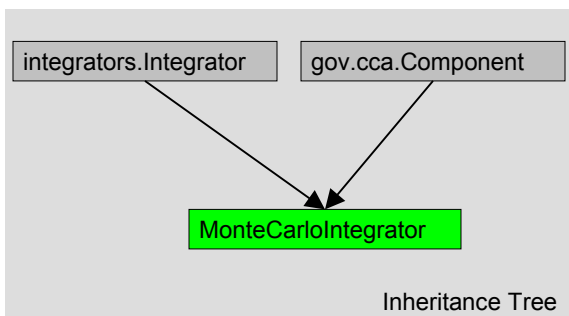 integrators.Integrator
gov.cca.Component
MonteCarloIntegrator
Inheritance Tree